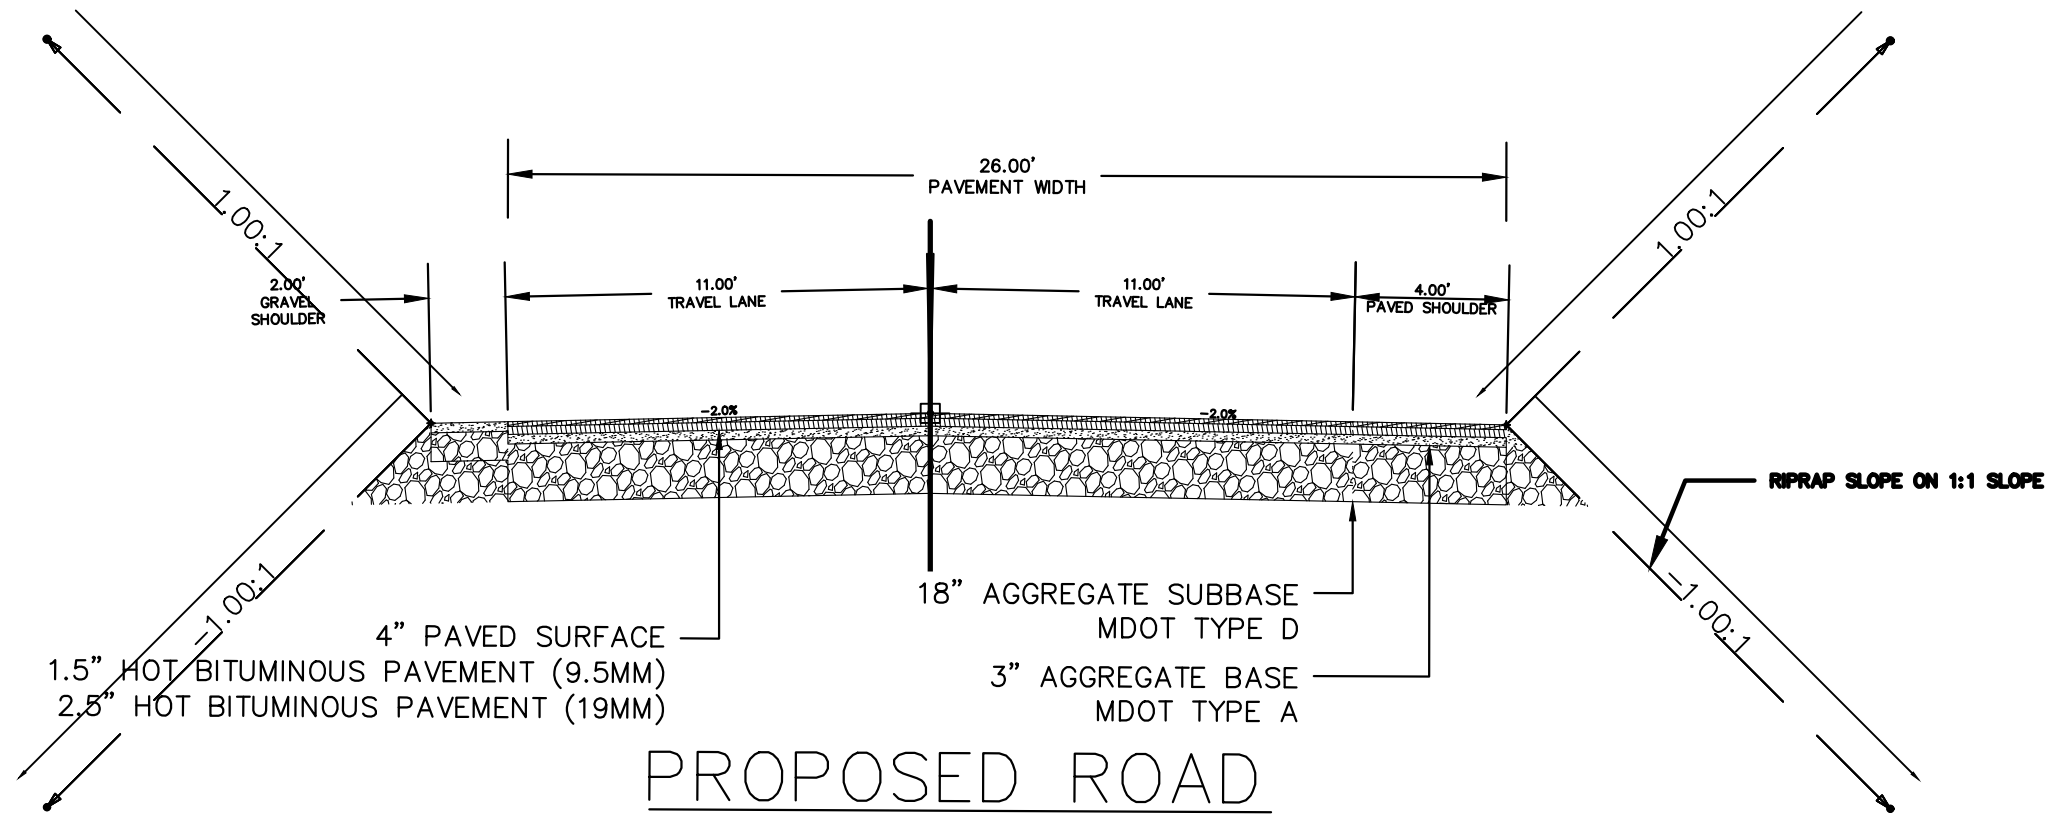 26.00'
PAVEMENT WIDTH
1.00:1
1.00:1
2.00'
GRAVEL
SHOULDER
11.00'
TRAVEL LANE
11.00'
TRAVEL LANE
4.00'
PAVED SHOULDER
-2.0%
-2.0%
RIPRAP SLOPE ON 1:1 SLOPE
-1.00:1
-1.00:1
18" AGGREGATE SUBBASE
MDOT TYPE D
4" PAVED SURFACE
1.5" HOT BITUMINOUS PAVEMENT (9.5MM)
2.5" HOT BITUMINOUS PAVEMENT (19MM)
3" AGGREGATE BASE
MDOT TYPE A
PROPOSED ROAD